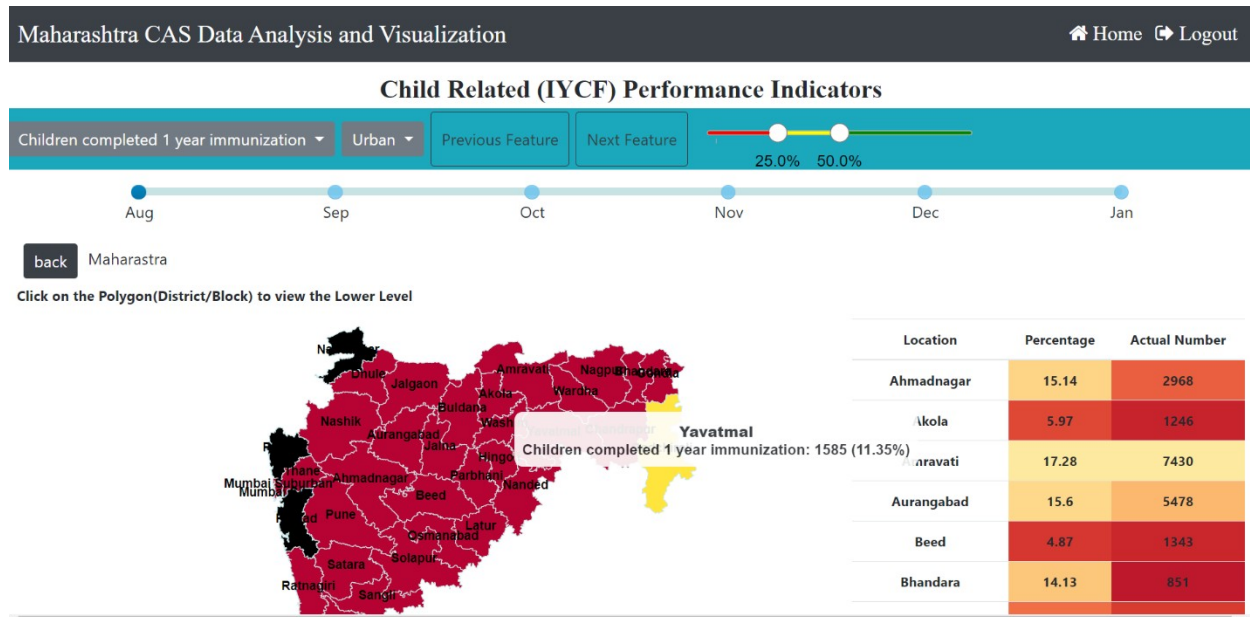 Maharashtra CAS Data Analysis and Visualization Home Logout
Child Related (IYCF) Performance Indicators
Children completed 1 year immunization Urban Previous Feature Next Feature
25.0% 50.0%
Aug Sep Oct Nov Dec Jan
back Maharastra
Click on the Polygon(District/Block) to view the Lower Level
Dhule
Jalgaon
Amravati
Nagpur
Akola
Wardha
Buldana
Nashik
Aurangabad
Jalna
Yavatmal
Children completed 1 year immunization: 1585 (11.35%)
Thane
Mumbai Suburban
Mumbai
Ahmadnagar
Parbhani
Nanded
Beed
Pune
Latur
Osmanabad
Solapur
Satara
Ratnagiri
Sangli
Location Percentage Actual Number
Ahmadnagar 15.14 2968
Akola 5.97 1246
Amravati 17.28 7430
Aurangabad 15.6 5478
Beed 4.87 1343
Bhandara 14.13 851